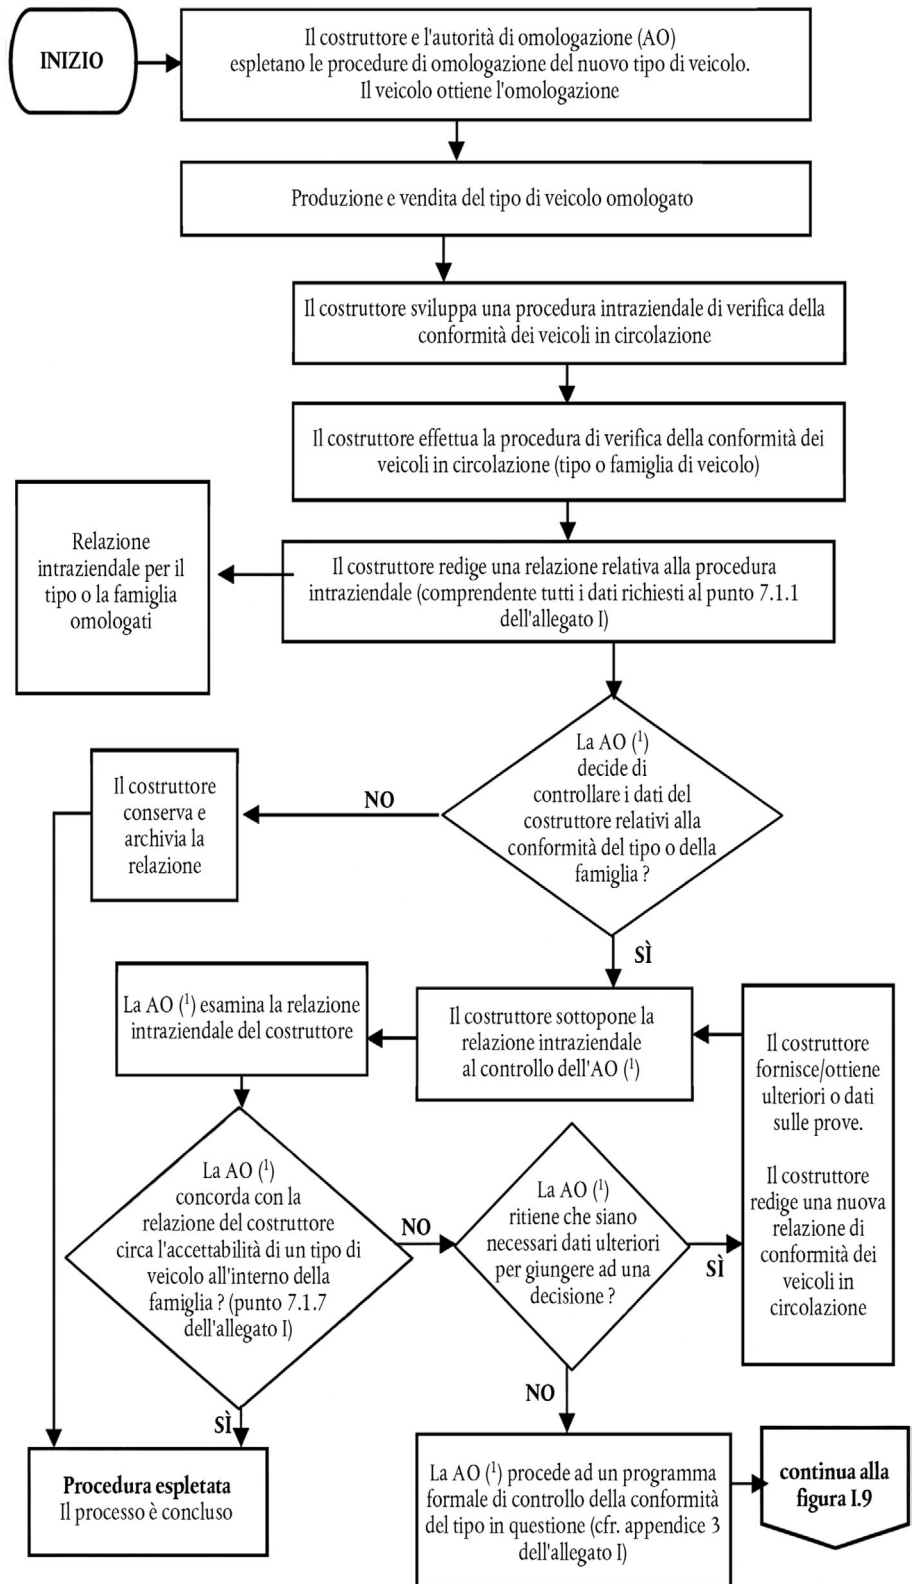 INIZIO
Il costruttore e l'autorità di omologazione (AO)
espletano le procedure di omologazione del nuovo tipo di veicolo.
Il veicolo ottiene l'omologazione
Produzione e vendita del tipo di veicolo omologato
Il costruttore sviluppa una procedura intraziendale di verifica della
conformità dei veicoli in circolazione
Il costruttore effettua la procedura di verifica della conformità dei
veicoli in circolazione (tipo o famiglia di veicolo)
Relazione
intraziendale per il
tipo o la famiglia
omologati
Il costruttore redige una relazione relativa alla procedura
intraziendale (comprendente tutti i dati richiesti al punto 7.1.1
dell'allegato I)
La AO (¹)
decide di
controllare i dati del
costruttore relativi alla
conformità del tipo o della
famiglia ?
NO
Il costruttore
conserva e
archivia la
relazione
SÌ
La AO (¹) esamina la relazione
intraziendale del costruttore
Il costruttore sottopone la
relazione intraziendale
al controllo dell'AO (¹)
Il costruttore
fornisce/ottiene
ulteriori o dati
sulle prove.
Il costruttore
redige una nuova
relazione di
conformità dei
veicoli in
circolazione
La AO (¹)
concorda con la
relazione del costruttore
circa l'accettabilità di un tipo di
veicolo all'interno della
famiglia ? (punto 7.1.7
dell'allegato I)
NO
La AO (¹)
ritiene che siano
necessari dati ulteriori
per giungere ad una
decisione ?
SÌ
NO
SÌ
Procedura espletata
Il processo è concluso
La AO (¹) procede ad un programma
formale di controllo della conformità
del tipo in questione (cfr. appendice 3
dell'allegato I)
continua alla
figura I.9